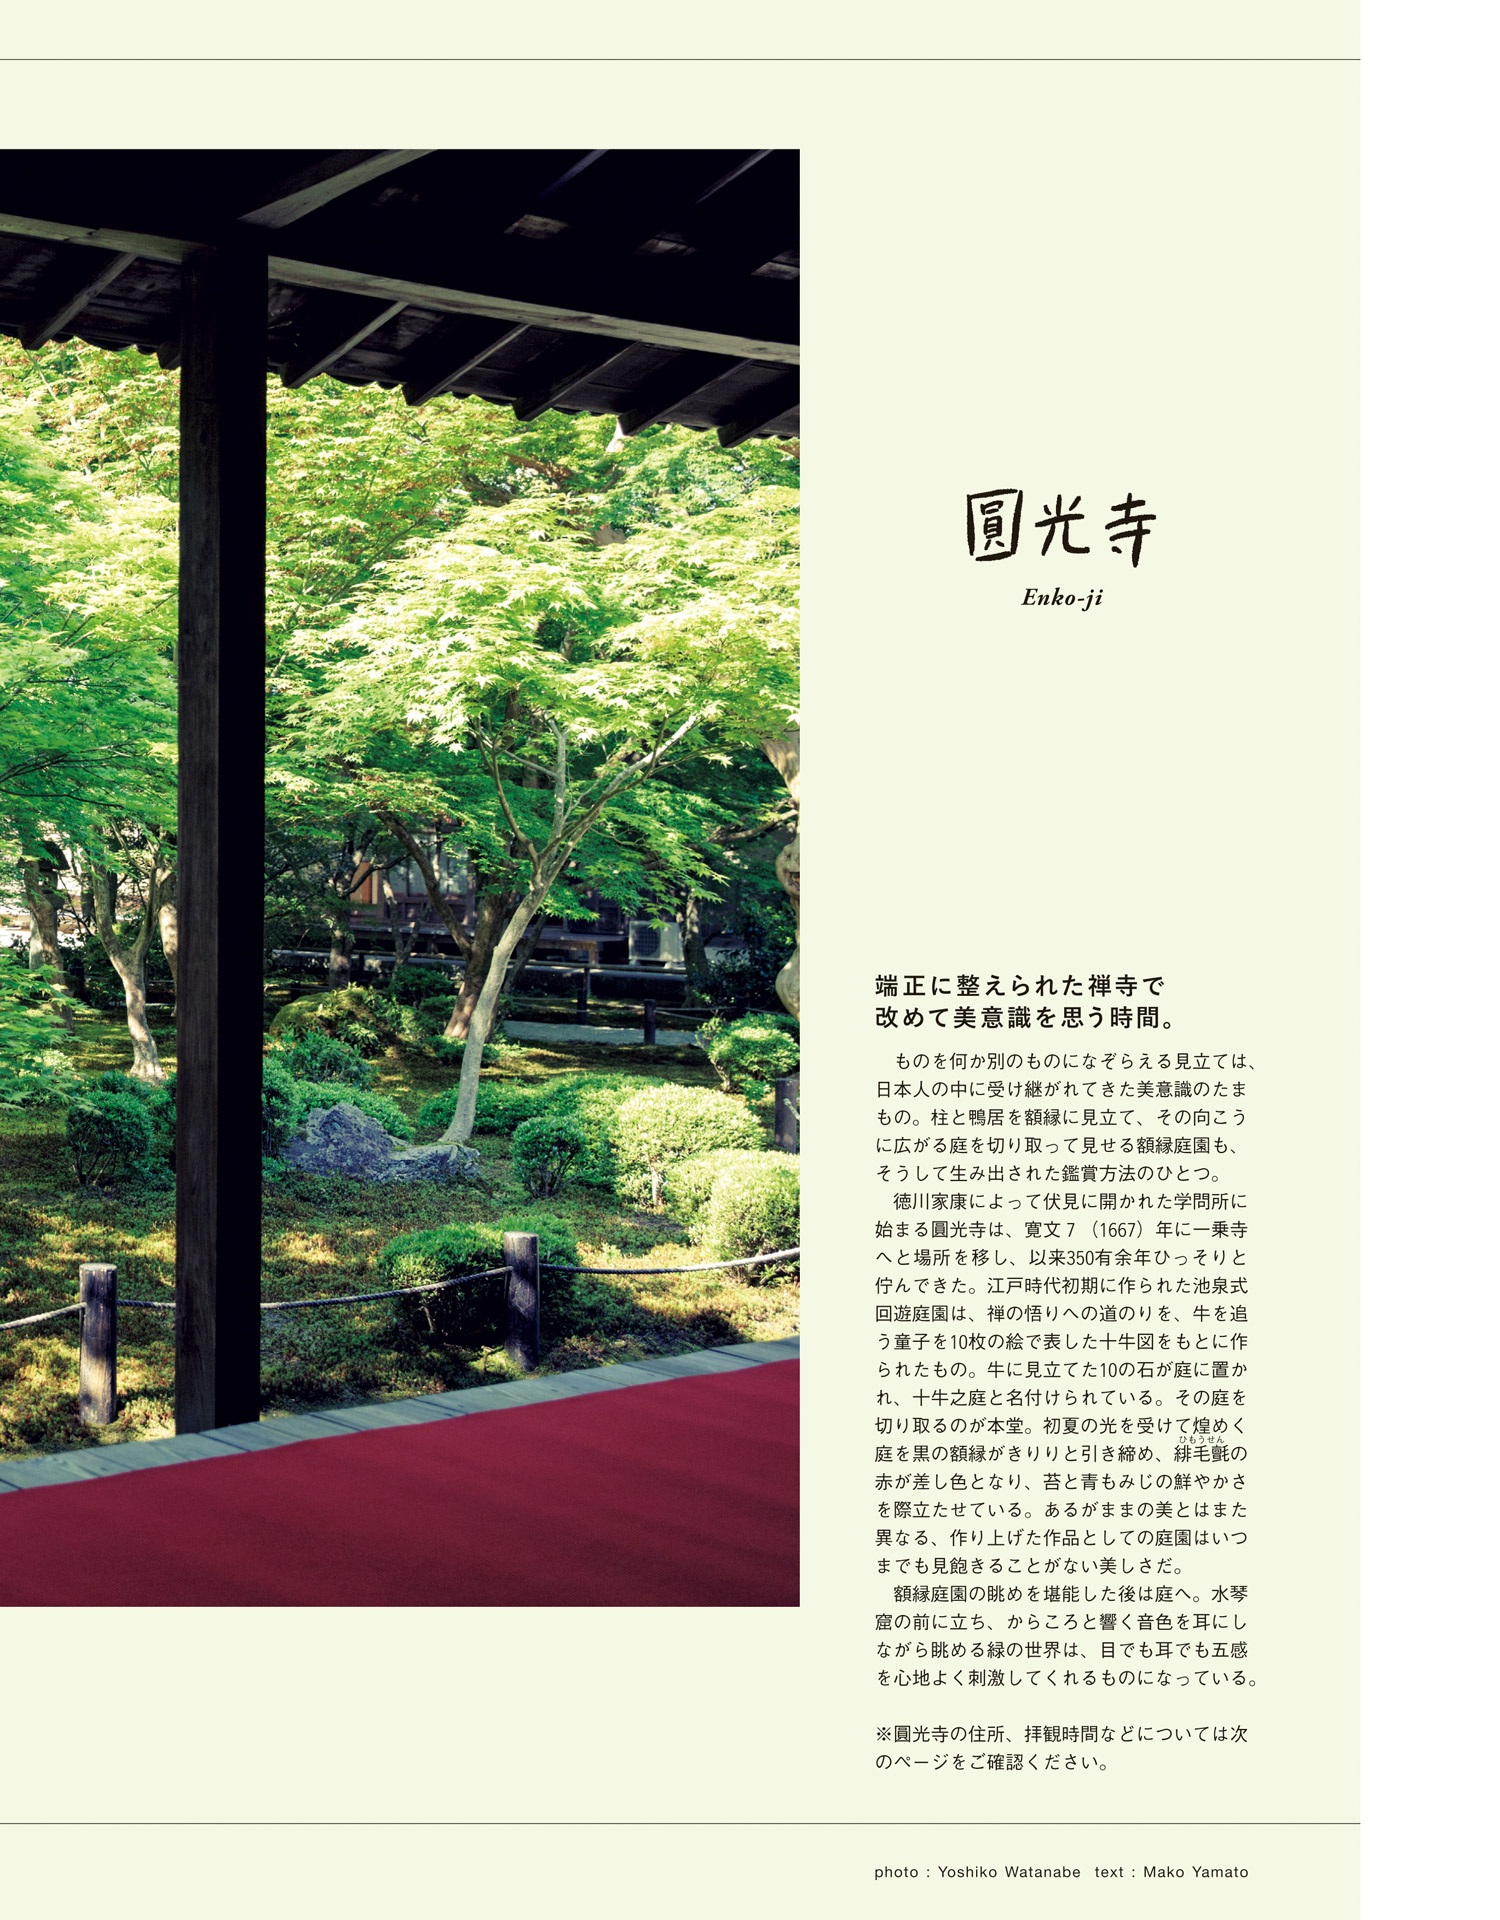 圓光寺
Enko-ji
端正に整えられた禅寺で
改めて美意識を思う時間。
ものを何か別のものになぞらえる見立ては、
日本人の中に受け継がれてきた美意識のたま
もの。柱と鴨居を額縁に見立て、その向こう
に広がる庭を切り取って見せる額縁庭園も、
そうして生み出された鑑賞方法のひとつ。
徳川家康によって伏見に開かれた学問所に
始まる圓光寺は、寛文7（1667）年に一乗寺
へと場所を移し、以来350有余年ひっそりと
佇んできた。江戸時代初期に作られた池泉式
回遊庭園は、禅の悟りへの道のりを、牛を追
う童子を10枚の絵で表した十牛図をもとに作
られたもの。牛に見立てた10の石が庭に置か
れ、十牛之庭と名付けられている。その庭を
切り取るのが本堂。初夏の光を受けて煌めく
ひもうせん
庭を黒の額縁がきりりと引き締め、緋毛氈の
赤が差し色となり、苔と青もみじの鮮やかさ
を際立たせている。あるがままの美とはまた
異なる、作り上げた作品としての庭園はいつ
までも見飽きることがない美しさだ。
額縁庭園の眺めを堪能した後は庭へ。水琴
窟の前に立ち、からころと響く音色を耳にし
ながら眺める緑の世界は、目でも耳でも五感
を心地よく刺激してくれるものになっている。
※圓光寺の住所、拝観時間などについては次
のページをご確認ください。
photo : Yoshiko Watanabe text : Mako Yamato